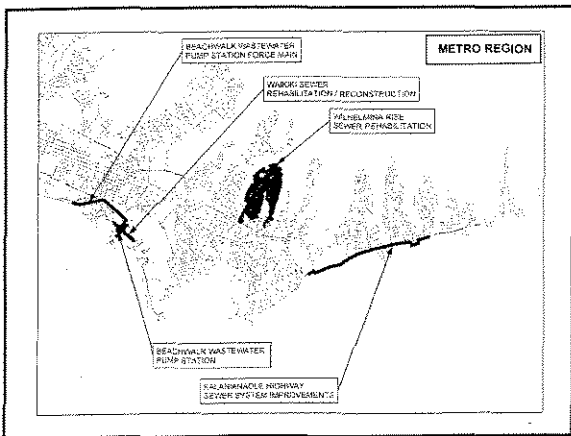 BEACHWALK WASTEWATER
PUMP STATION FORCE MAIN
METRO REGION
WAIKIKI SEWER
REHABILITATION / RECONSTRUCTION
WILHELMINA RISE
SEWER REHABILITATION
BEACHWALK WASTEWATER
PUMP STATION
KALANIANAOLE HIGHWAY
SEWER SYSTEM IMPROVEMENTS